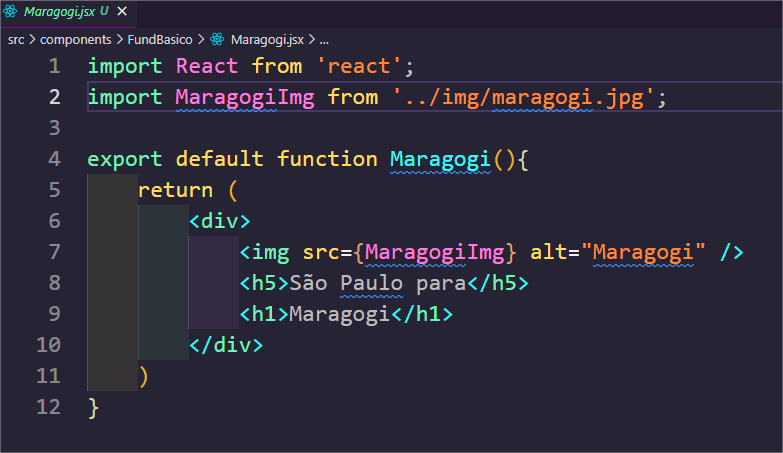 Maragogi.jsx U ×
src > components > FundBasico > Maragogi.jsx > ...
1 import React from 'react';
2 import MaragogiImg from '../img/maragogi.jpg';
3
4 export default function Maragogi(){
5     return (
6         <div>
7             <img src={MaragogiImg} alt="Maragogi" />
8             <h5>São Paulo para</h5>
9             <h1>Maragogi</h1>
10         </div>
11     )
12 }